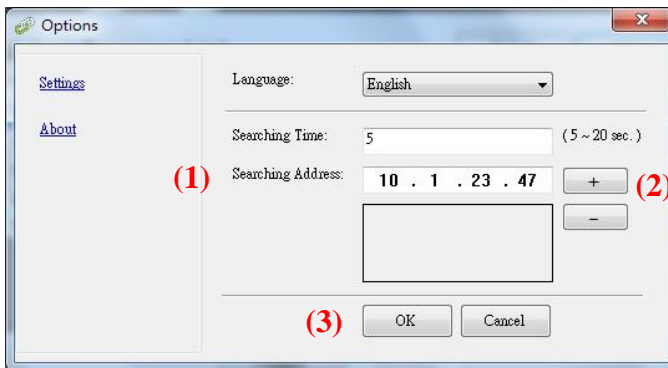 Options
Settings
About
Language: English
Searching Time: 5 (5 ~ 20 sec.)
(1) Searching Address: 10 . 1 . 23 . 47 + (2)
-
(3) OK Cancel